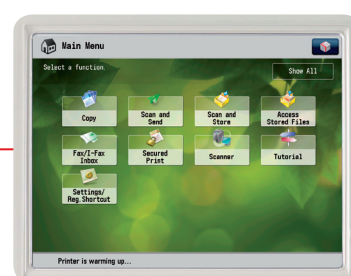 Main Menu
Select a function.
Show All
Copy
Scan and
Send
Scan and
Store
Access
Stored Files
Fax/I-Fax
Inbox
Secured
Print
Scanner
Tutorial
Settings/
Reg.Shortcut
Printer is warming up...